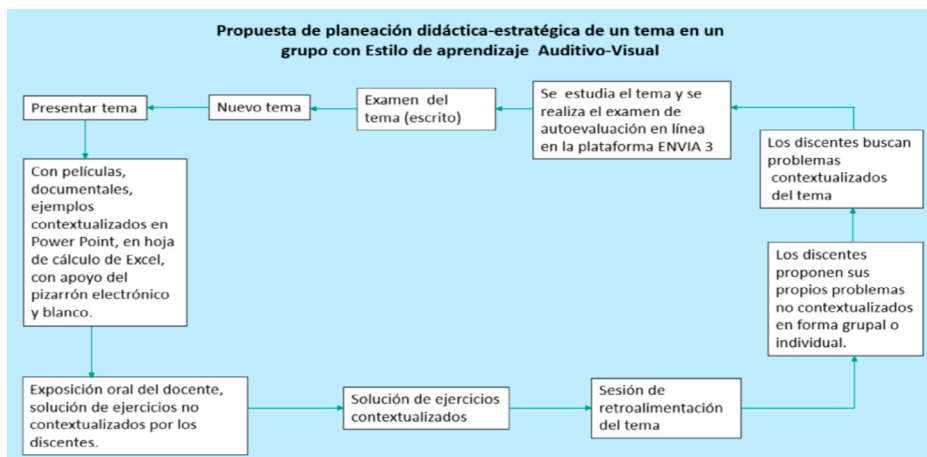 Propuesta de planeación didáctica-estratégica de un tema en un
grupo con Estilo de aprendizaje Auditivo-Visual
Presentar tema
Nuevo tema
Examen del
tema (escrito)
Se estudia el tema y se
realiza el examen de
autoevaluación en línea
en la plataforma ENVIA 3
Los discentes buscan
problemas
contextualizados
del tema
Con películas,
documentales,
ejemplos
contextualizados en
Power Point, en hoja
de cálculo de Excel,
con apoyo del
pizarrón electrónico
y blanco.
Los discentes
proponen sus
propios problemas
no contextualizados
en forma grupal o
individual.
Exposición oral del docente,
solución de ejercicios no
contextualizados por los
discentes.
Solución de ejercicios
contextualizados
Sesión de
retroalimentación
del tema